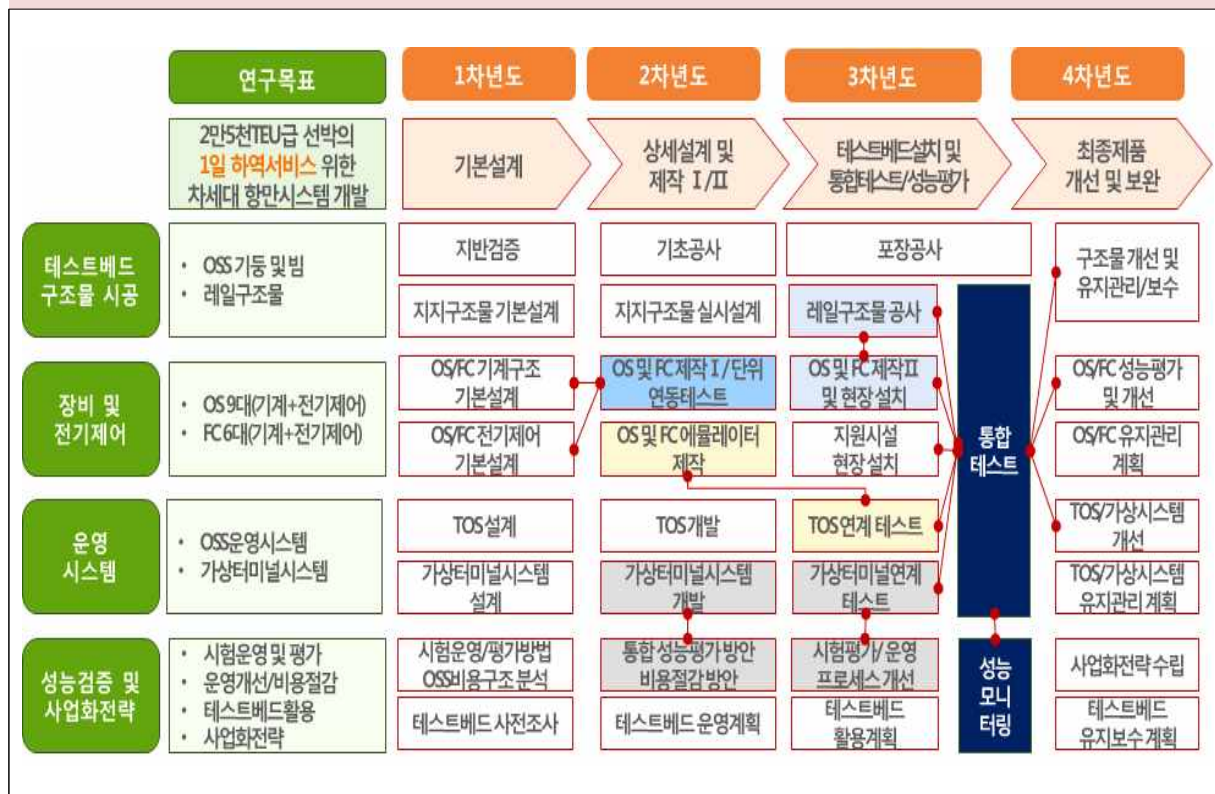 연구목표
1차년도
2차년도
3차년도
4차년도
2만5천TEU급 선박의
1일 하역서비스 위한
차세대 항만시스템 개발
기본설계
상세설계 및
제작 I/II
테스트베드설치 및
통합테스트/성능평가
최종제품
개선 및 보완
테스트베드
구조물 시공
• OSS 기둥 및 빔
• 레일구조물
지반검증
기초공사
포장공사
구조물 개선 및
유지관리/보수
지지구조물 기본설계
지지구조물 실시설계
레일구조물 공사
장비 및
전기제어
• OS 9대(기계+전기제어)
• FC 6대(기계+전기제어)
OS/FC 기계구조
기본설계
OS 및 FC 제작 I / 단위
연동테스트
OS 및 FC 제작II
및 현장 설치
OS/FC 성능평가
및 개선
OS/FC 전기제어
기본설계
OS 및 FC 에뮬레이터
제작
지원시설
현장 설치
OS/FC 유지관리
계획
통합
테스트
운영
시스템
• OSS운영시스템
• 가상터미널시스템
TOS 설계
TOS 개발
TOS 연계 테스트
TOS/가상시스템
개선
가상터미널시스템
설계
가상터미널시스템
개발
가상터미널연계
테스트
TOS/가상시스템
유지관리 계획
성능검증 및
사업화전략
• 시험운영 및 평가
• 운영개선/비용절감
• 테스트베드활용
• 사업화전략
시험운영/평가방법
OSS비용구조 분석
통합 성능평가 방안
비용절감 방안
시험평가/ 운영
프로세스 개선
성능
모니
터링
사업화전략 수립
테스트베드 사전조사
테스트베드 운영계획
테스트베드
활용계획
테스트베드
유지보수 계획